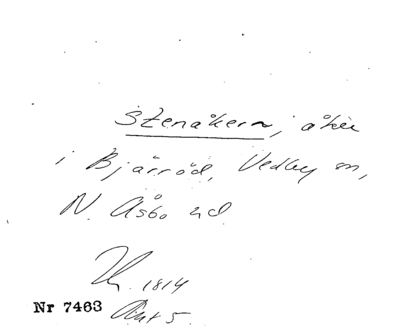 Stenåkern, åker
i Bjärröd, Vedby sn,
N. Åsbo hd
1814
Nr 7463
Akt 5.